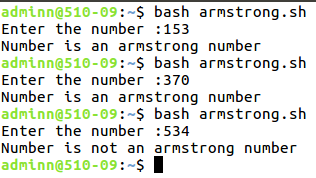 adminn@510-09:~$ bash armstrong.sh
Enter the number :153
Number is an armstrong number
adminn@510-09:~$ bash armstrong.sh
Enter the number :370
Number is an armstrong number
adminn@510-09:~$ bash armstrong.sh
Enter the number :534
Number is not an armstrong number
adminn@510-09:~$